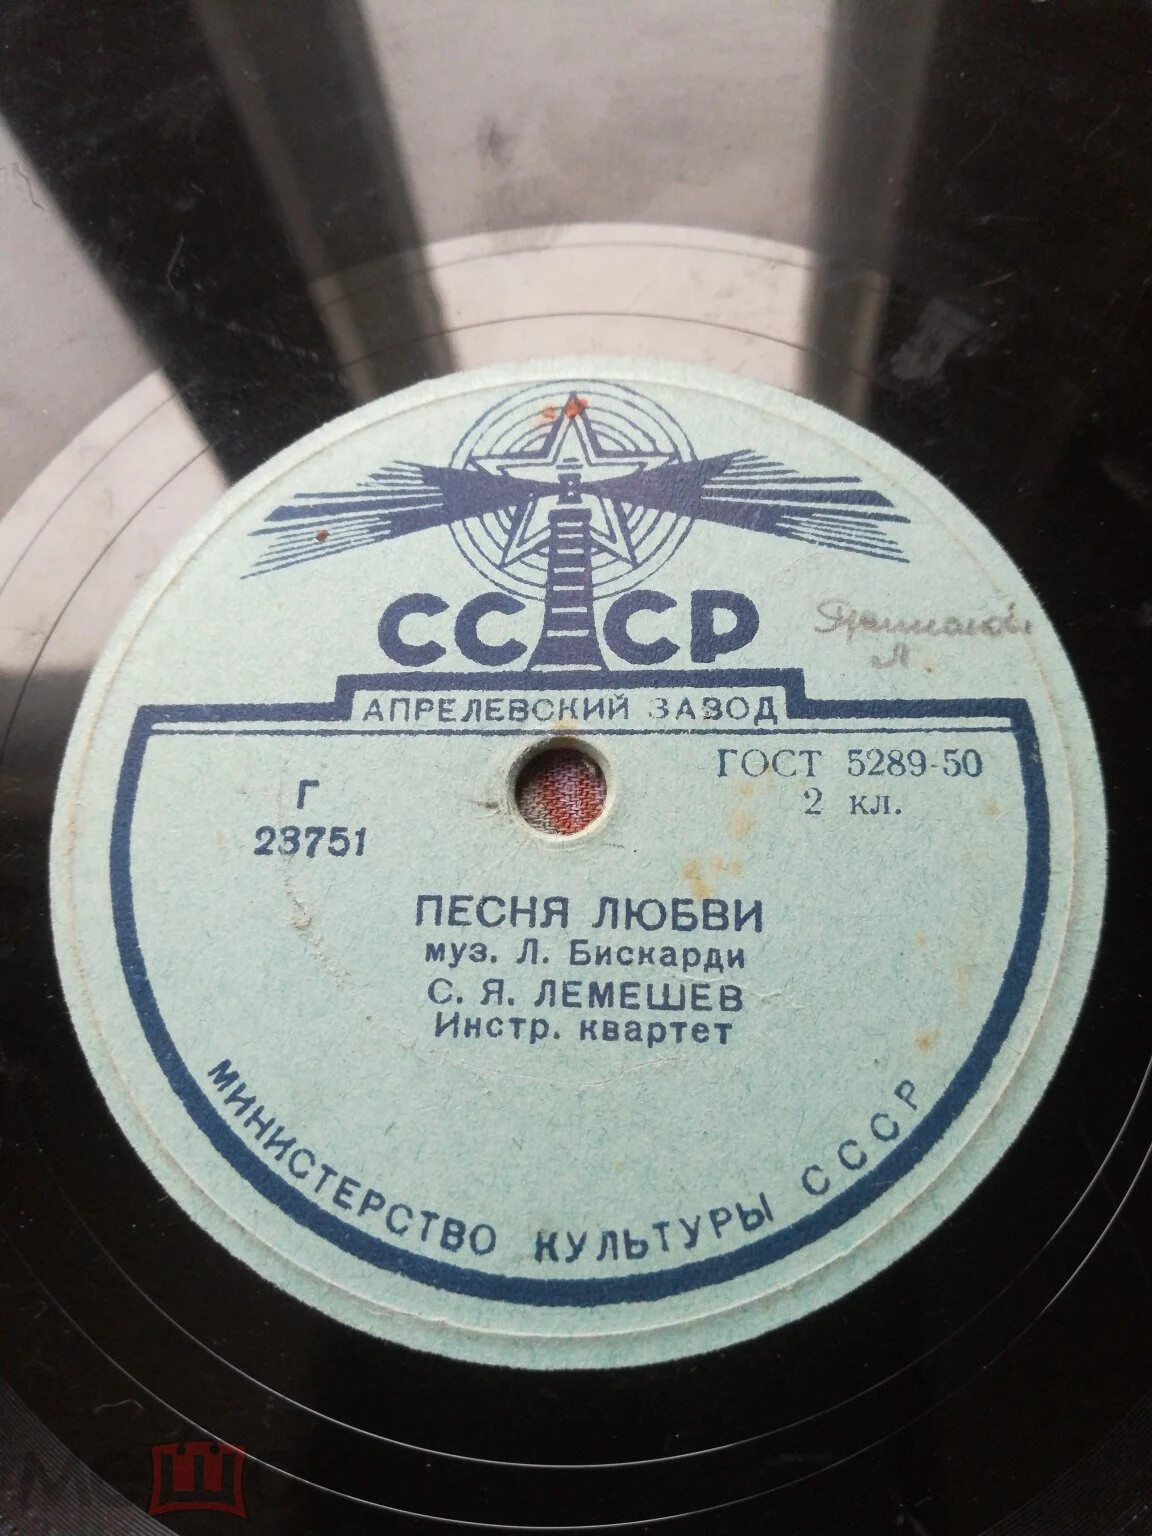 СССР
АПРЕЛЕВСКИЙ ЗАВОД
Г
23751
ГОСТ 5289-50
2 кл.
ПЕСНЯ ЛЮБВИ
муз. Л. Бискарди
С. Я. ЛЕМЕШЕВ
Инстр. квартет
МИНИСТЕРСТВО КУЛЬТУРЫ СССР